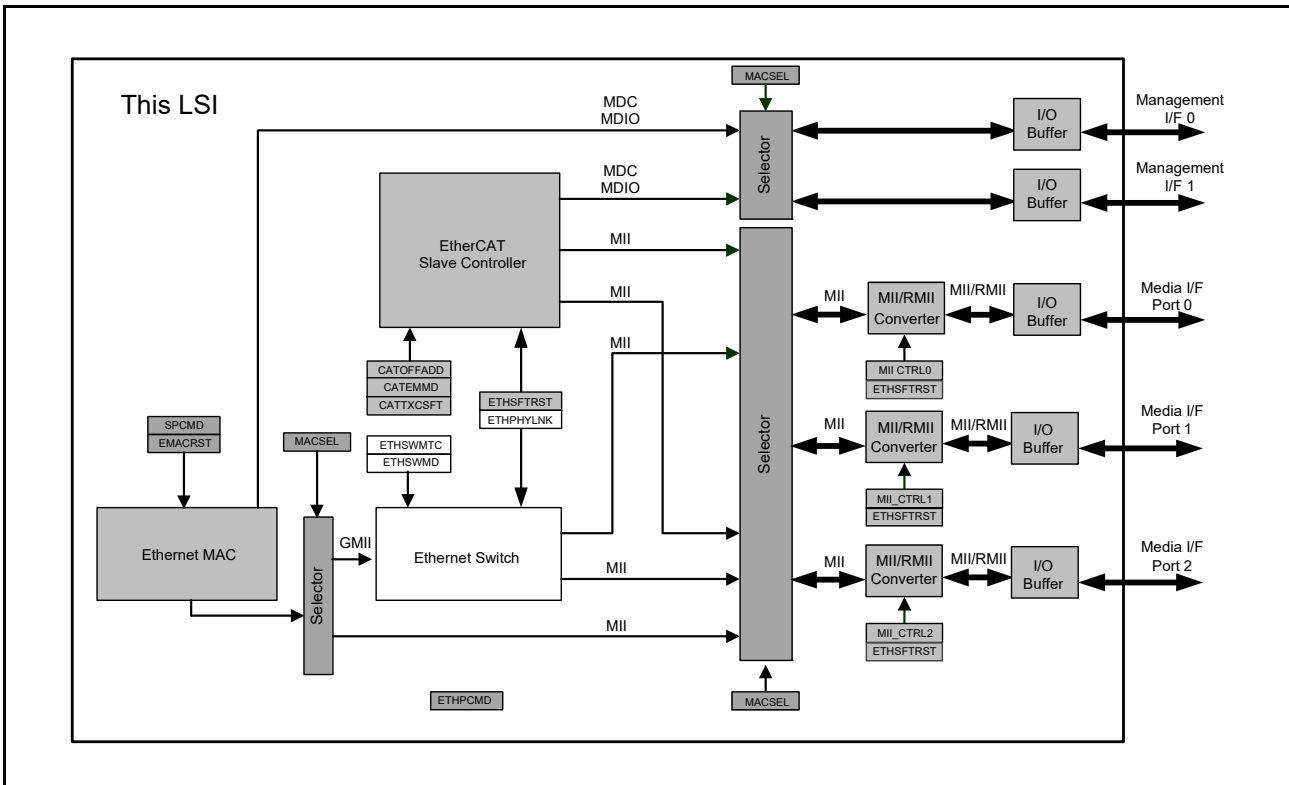 This LSI
MACSEL
MDC
MDIO
Selector
I/O
Buffer
Management
I/F 0
MDC
MDIO
I/O
Buffer
Management
I/F 1
EtherCAT
Slave Controller
MII
MII
MII
Selector
MII
MII/RMII
Converter
MII/RMII
I/O
Buffer
Media I/F
Port 0
MII CTRL0
ETHSFTRST
CATOFFADD
CATEMMD
CATTXCSFT
ETHSFTRST
ETHPHYLNK
MII
MII/RMII
Converter
MII/RMII
I/O
Buffer
Media I/F
Port 1
MII_CTRL1
ETHSFTRST
SPCMD
EMACRST
MACSEL
ETHSWMTC
ETHSWMD
Ethernet MAC
Selector
GMII
Ethernet Switch
MII
MII
MII
MII/RMII
Converter
MII/RMII
I/O
Buffer
Media I/F
Port 2
MII_CTRL2
ETHSFTRST
ETHPCMD
MACSEL